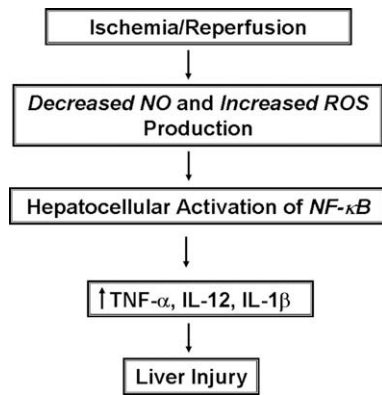 Ischemia/Reperfusion
Decreased NO and Increased ROS
Production
Hepatocellular Activation of NF-κB
↑TNF-α, IL-12, IL-1β
Liver Injury